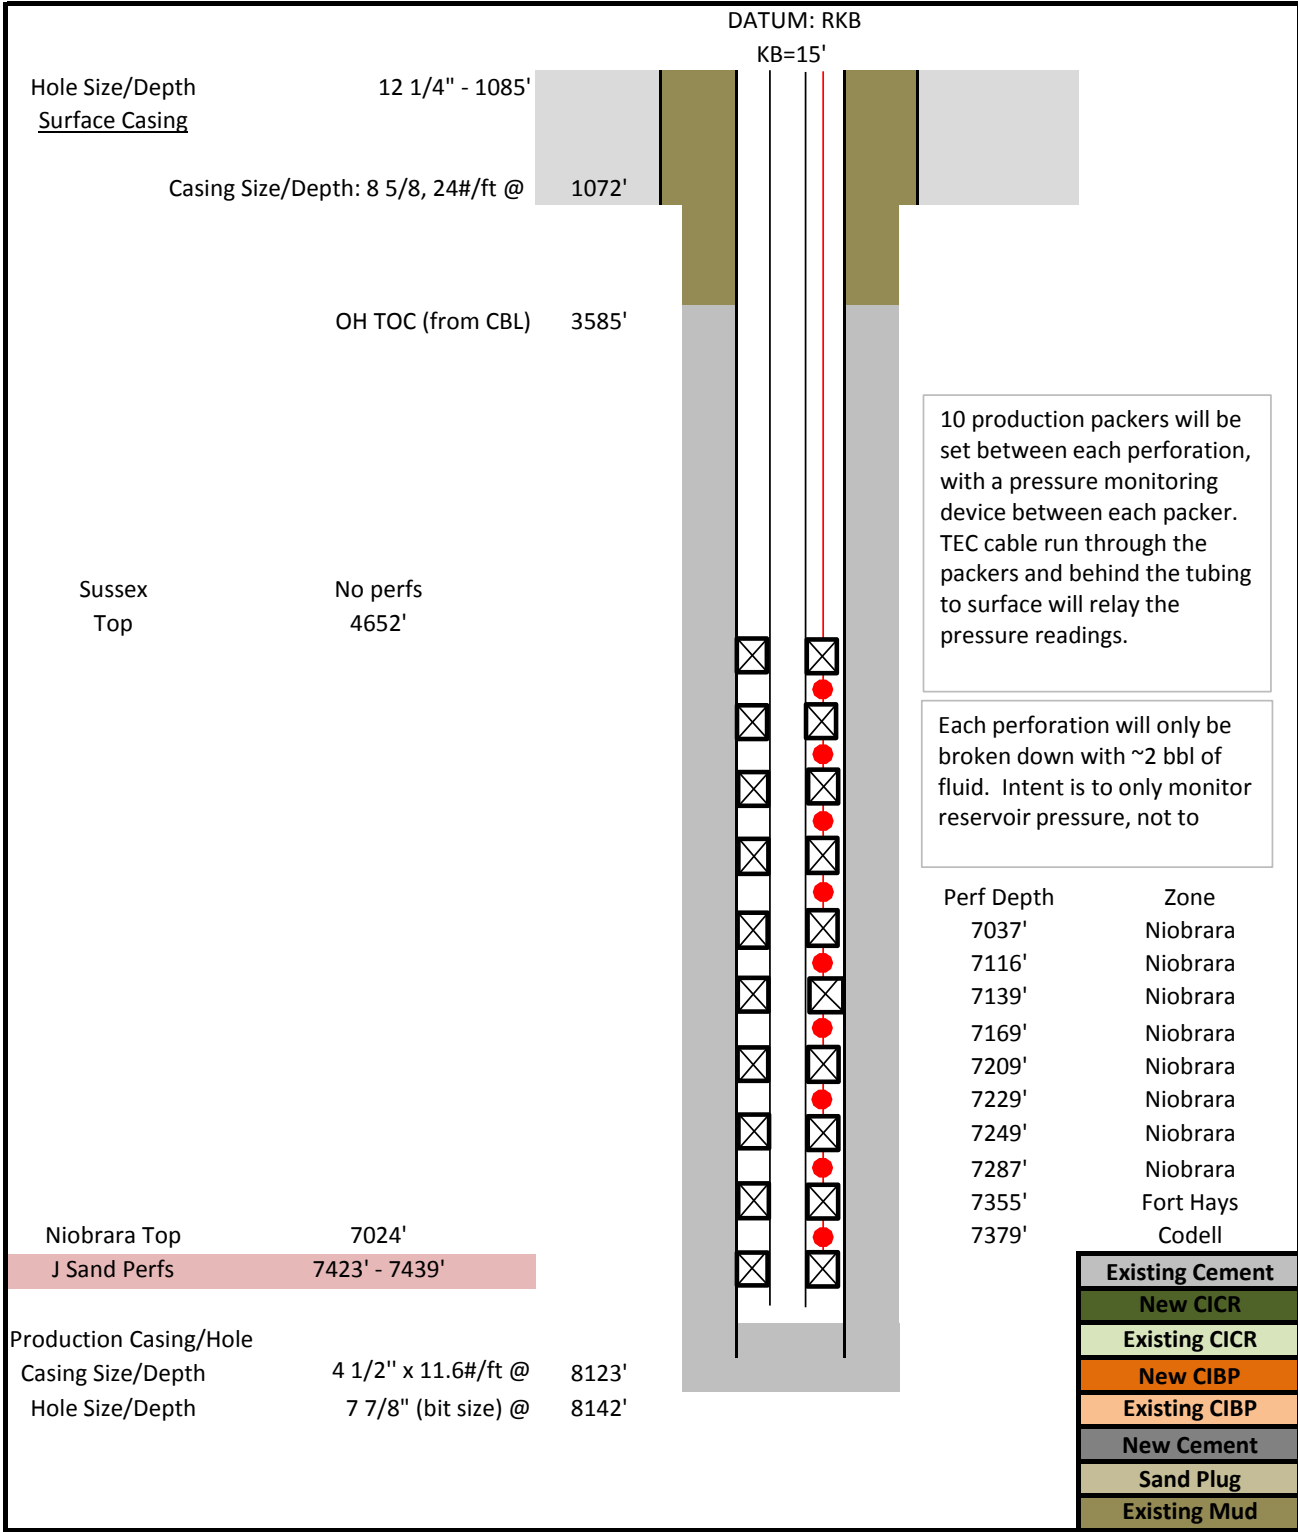 DATUM: RKB
KB=15'
Hole Size/Depth 12 1/4" - 1085'
Surface Casing
Casing Size/Depth: 8 5/8, 24#/ft @ 1072'
OH TOC (from CBL) 3585'
10 production packers will be
set between each perforation,
with a pressure monitoring
device between each packer.
TEC cable run through the
packers and behind the tubing
to surface will relay the
pressure readings.
Sussex No perfs
Top 4652'
Each perforation will only be
broken down with ~2 bbl of
fluid. Intent is to only monitor
reservoir pressure, not to
Perf Depth Zone
7037' Niobrara
7116' Niobrara
7139' Niobrara
7169' Niobrara
7209' Niobrara
7229' Niobrara
7249' Niobrara
7287' Niobrara
7355' Fort Hays
7379' Codell
Niobrara Top 7024'
J Sand Perfs 7423' - 7439'
Production Casing/Hole
Casing Size/Depth 4 1/2'' x 11.6#/ft @ 8123'
Hole Size/Depth 7 7/8" (bit size) @ 8142'
Existing Cement
New CICR
Existing CICR
New CIBP
Existing CIBP
New Cement
Sand Plug
Existing Mud